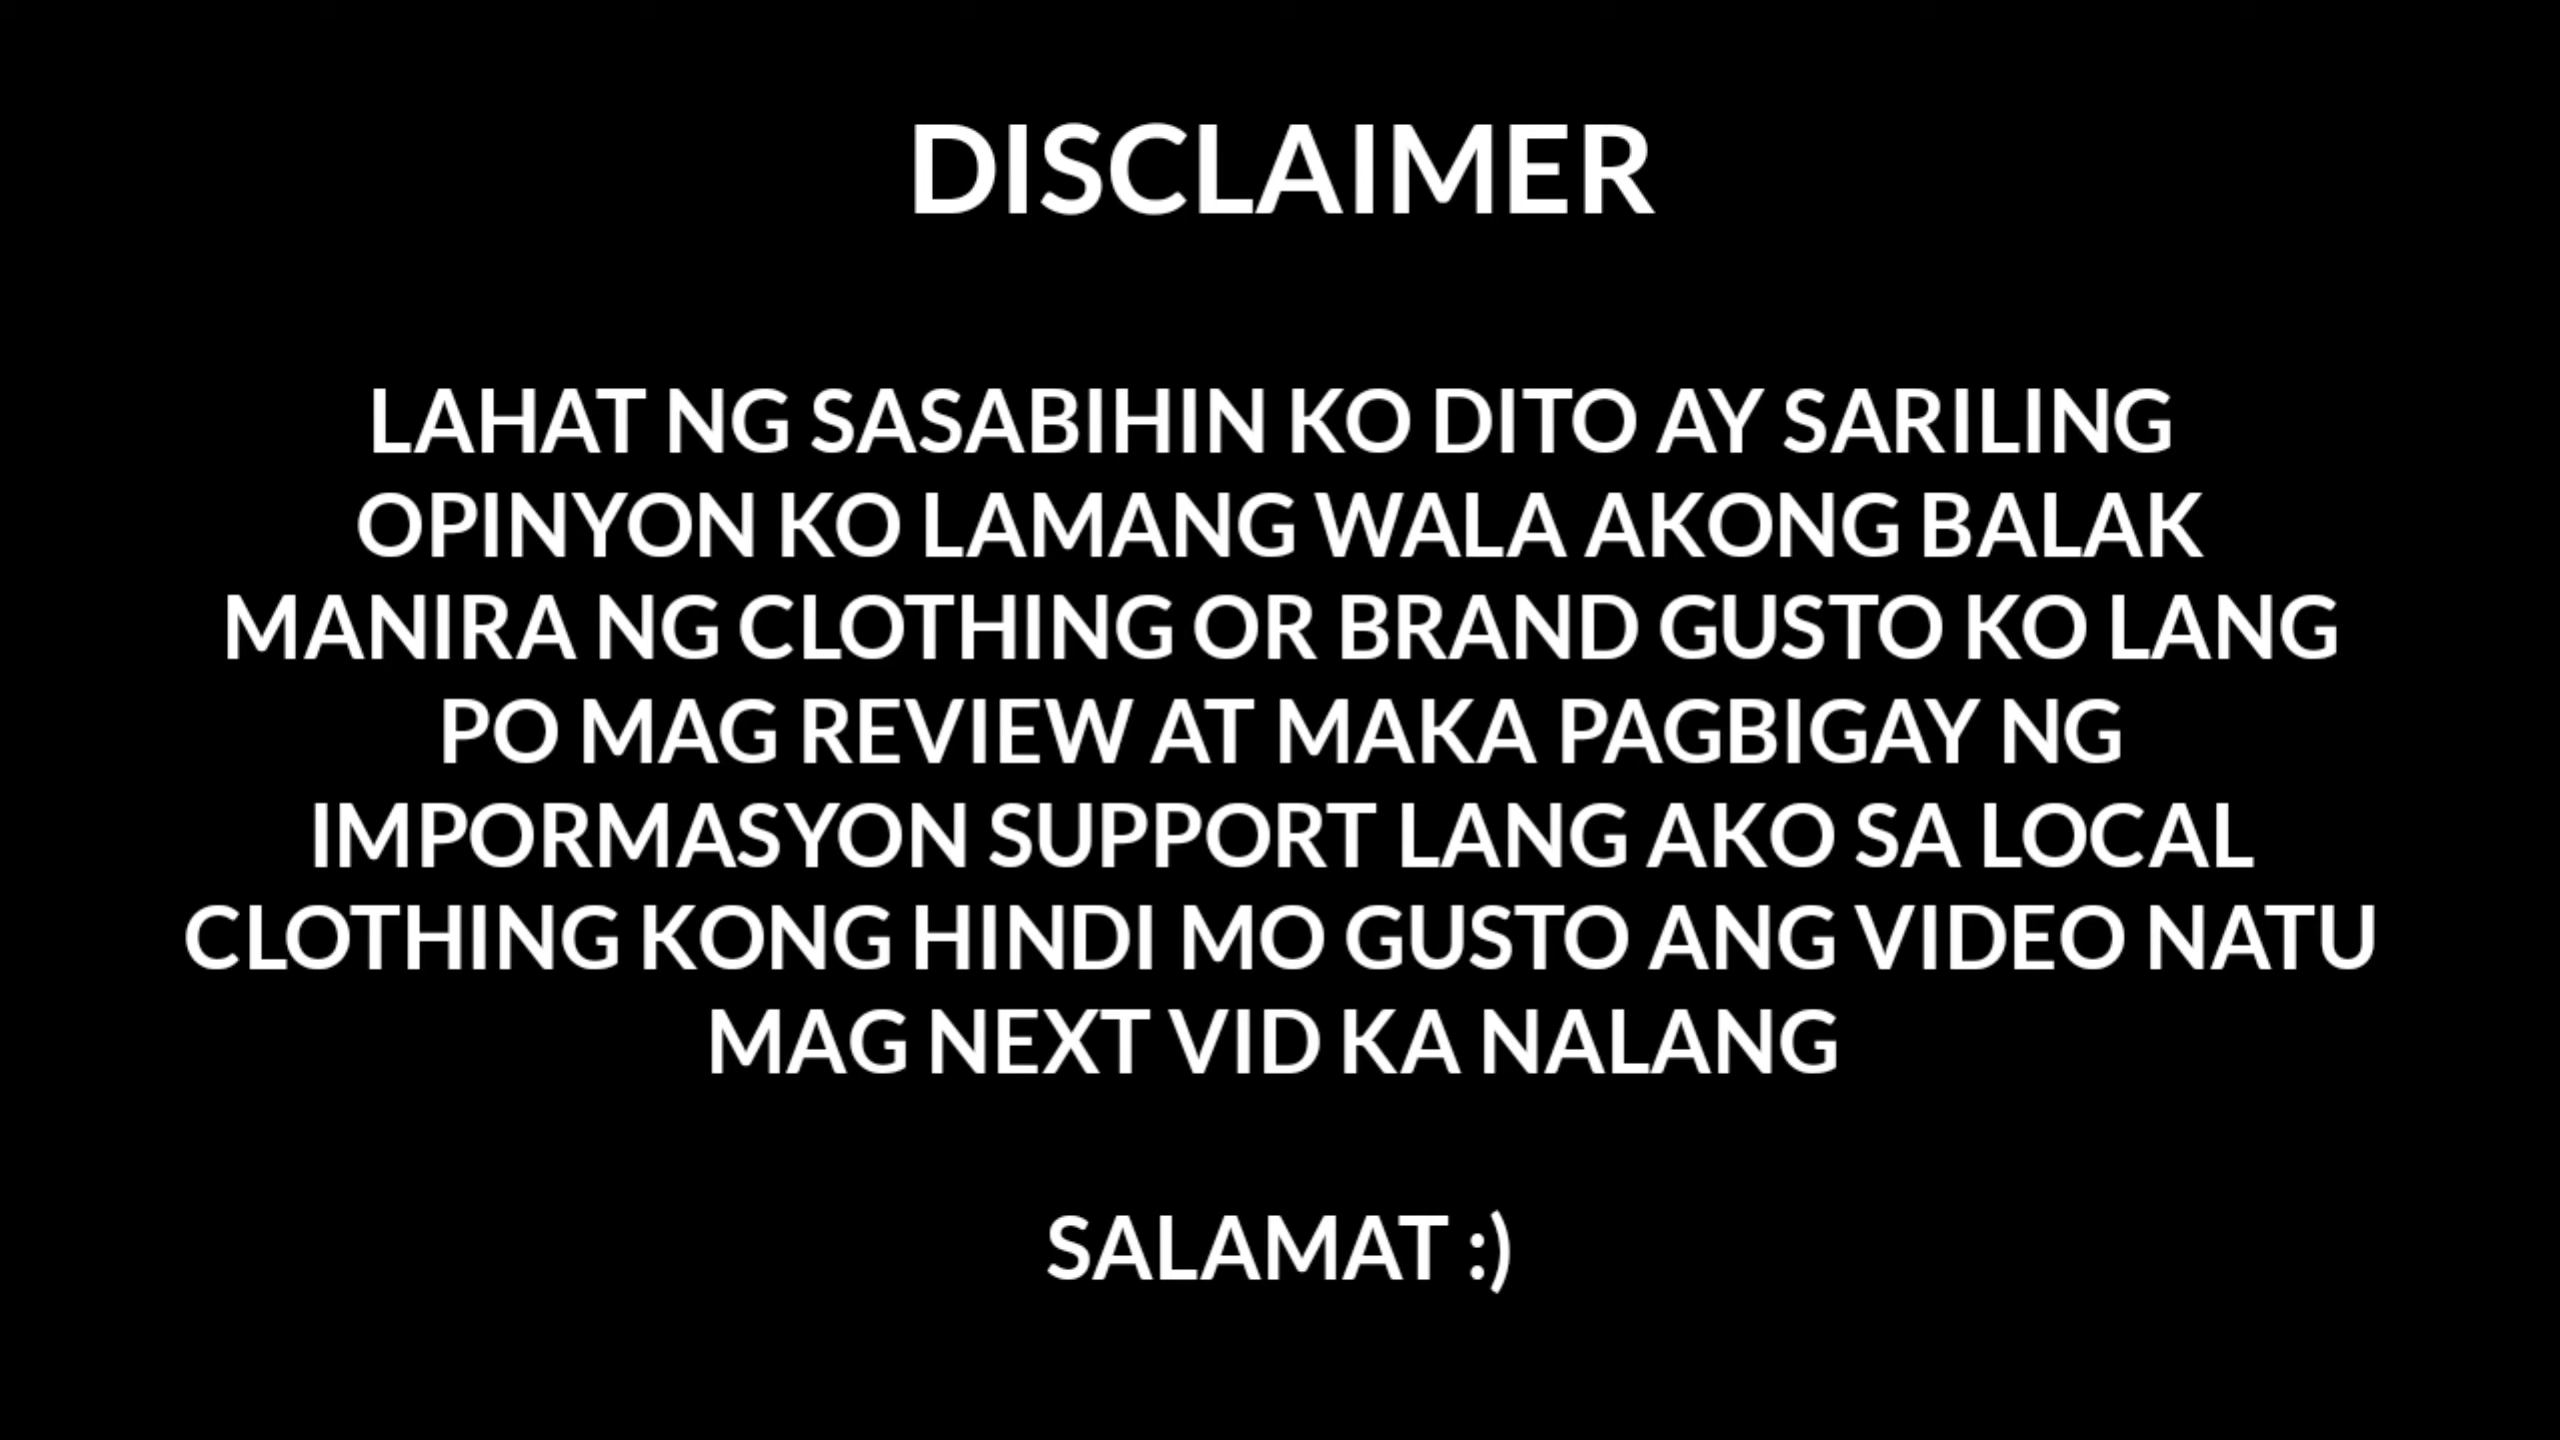 DISCLAIMER
LAHAT NG SASABIHIN KO DITO AY SARILING
OPINYON KO LAMANG WALA AKONG BALAK
MANIRA NG CLOTHING OR BRAND GUSTO KO LANG
PO MAG REVIEW AT MAKA PAGBIGAY NG
IMPORMASYON SUPPORT LANG AKO SA LOCAL
CLOTHING KONG HINDI MO GUSTO ANG VIDEO NATU
MAG NEXT VID KA NALANG
SALAMAT :)